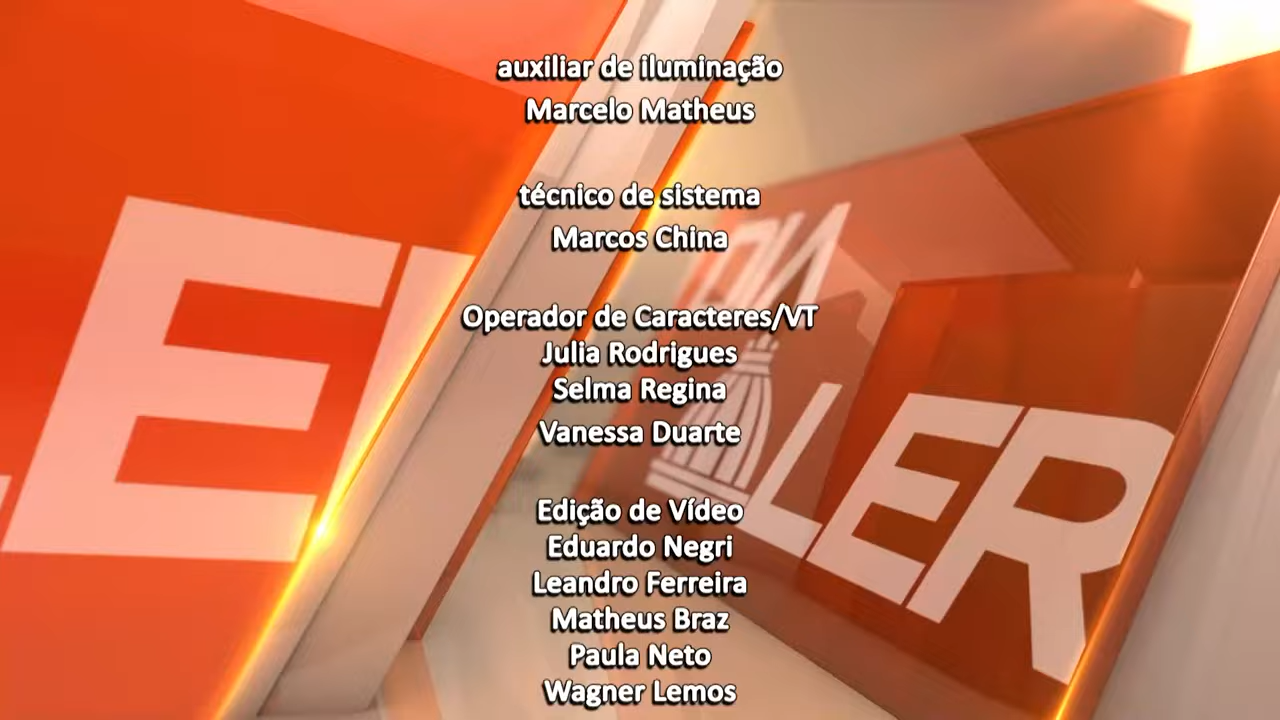 auxiliar de iluminação
Marcelo Matheus
técnico de sistema
Marcos China
Operador de Caracteres/VT
Julia Rodrigues
Selma Regina
Vanessa Duarte
Edição de Vídeo
Eduardo Negri
Leandro Ferreira
Matheus Braz
Paula Neto
Wagner Lemos
LER